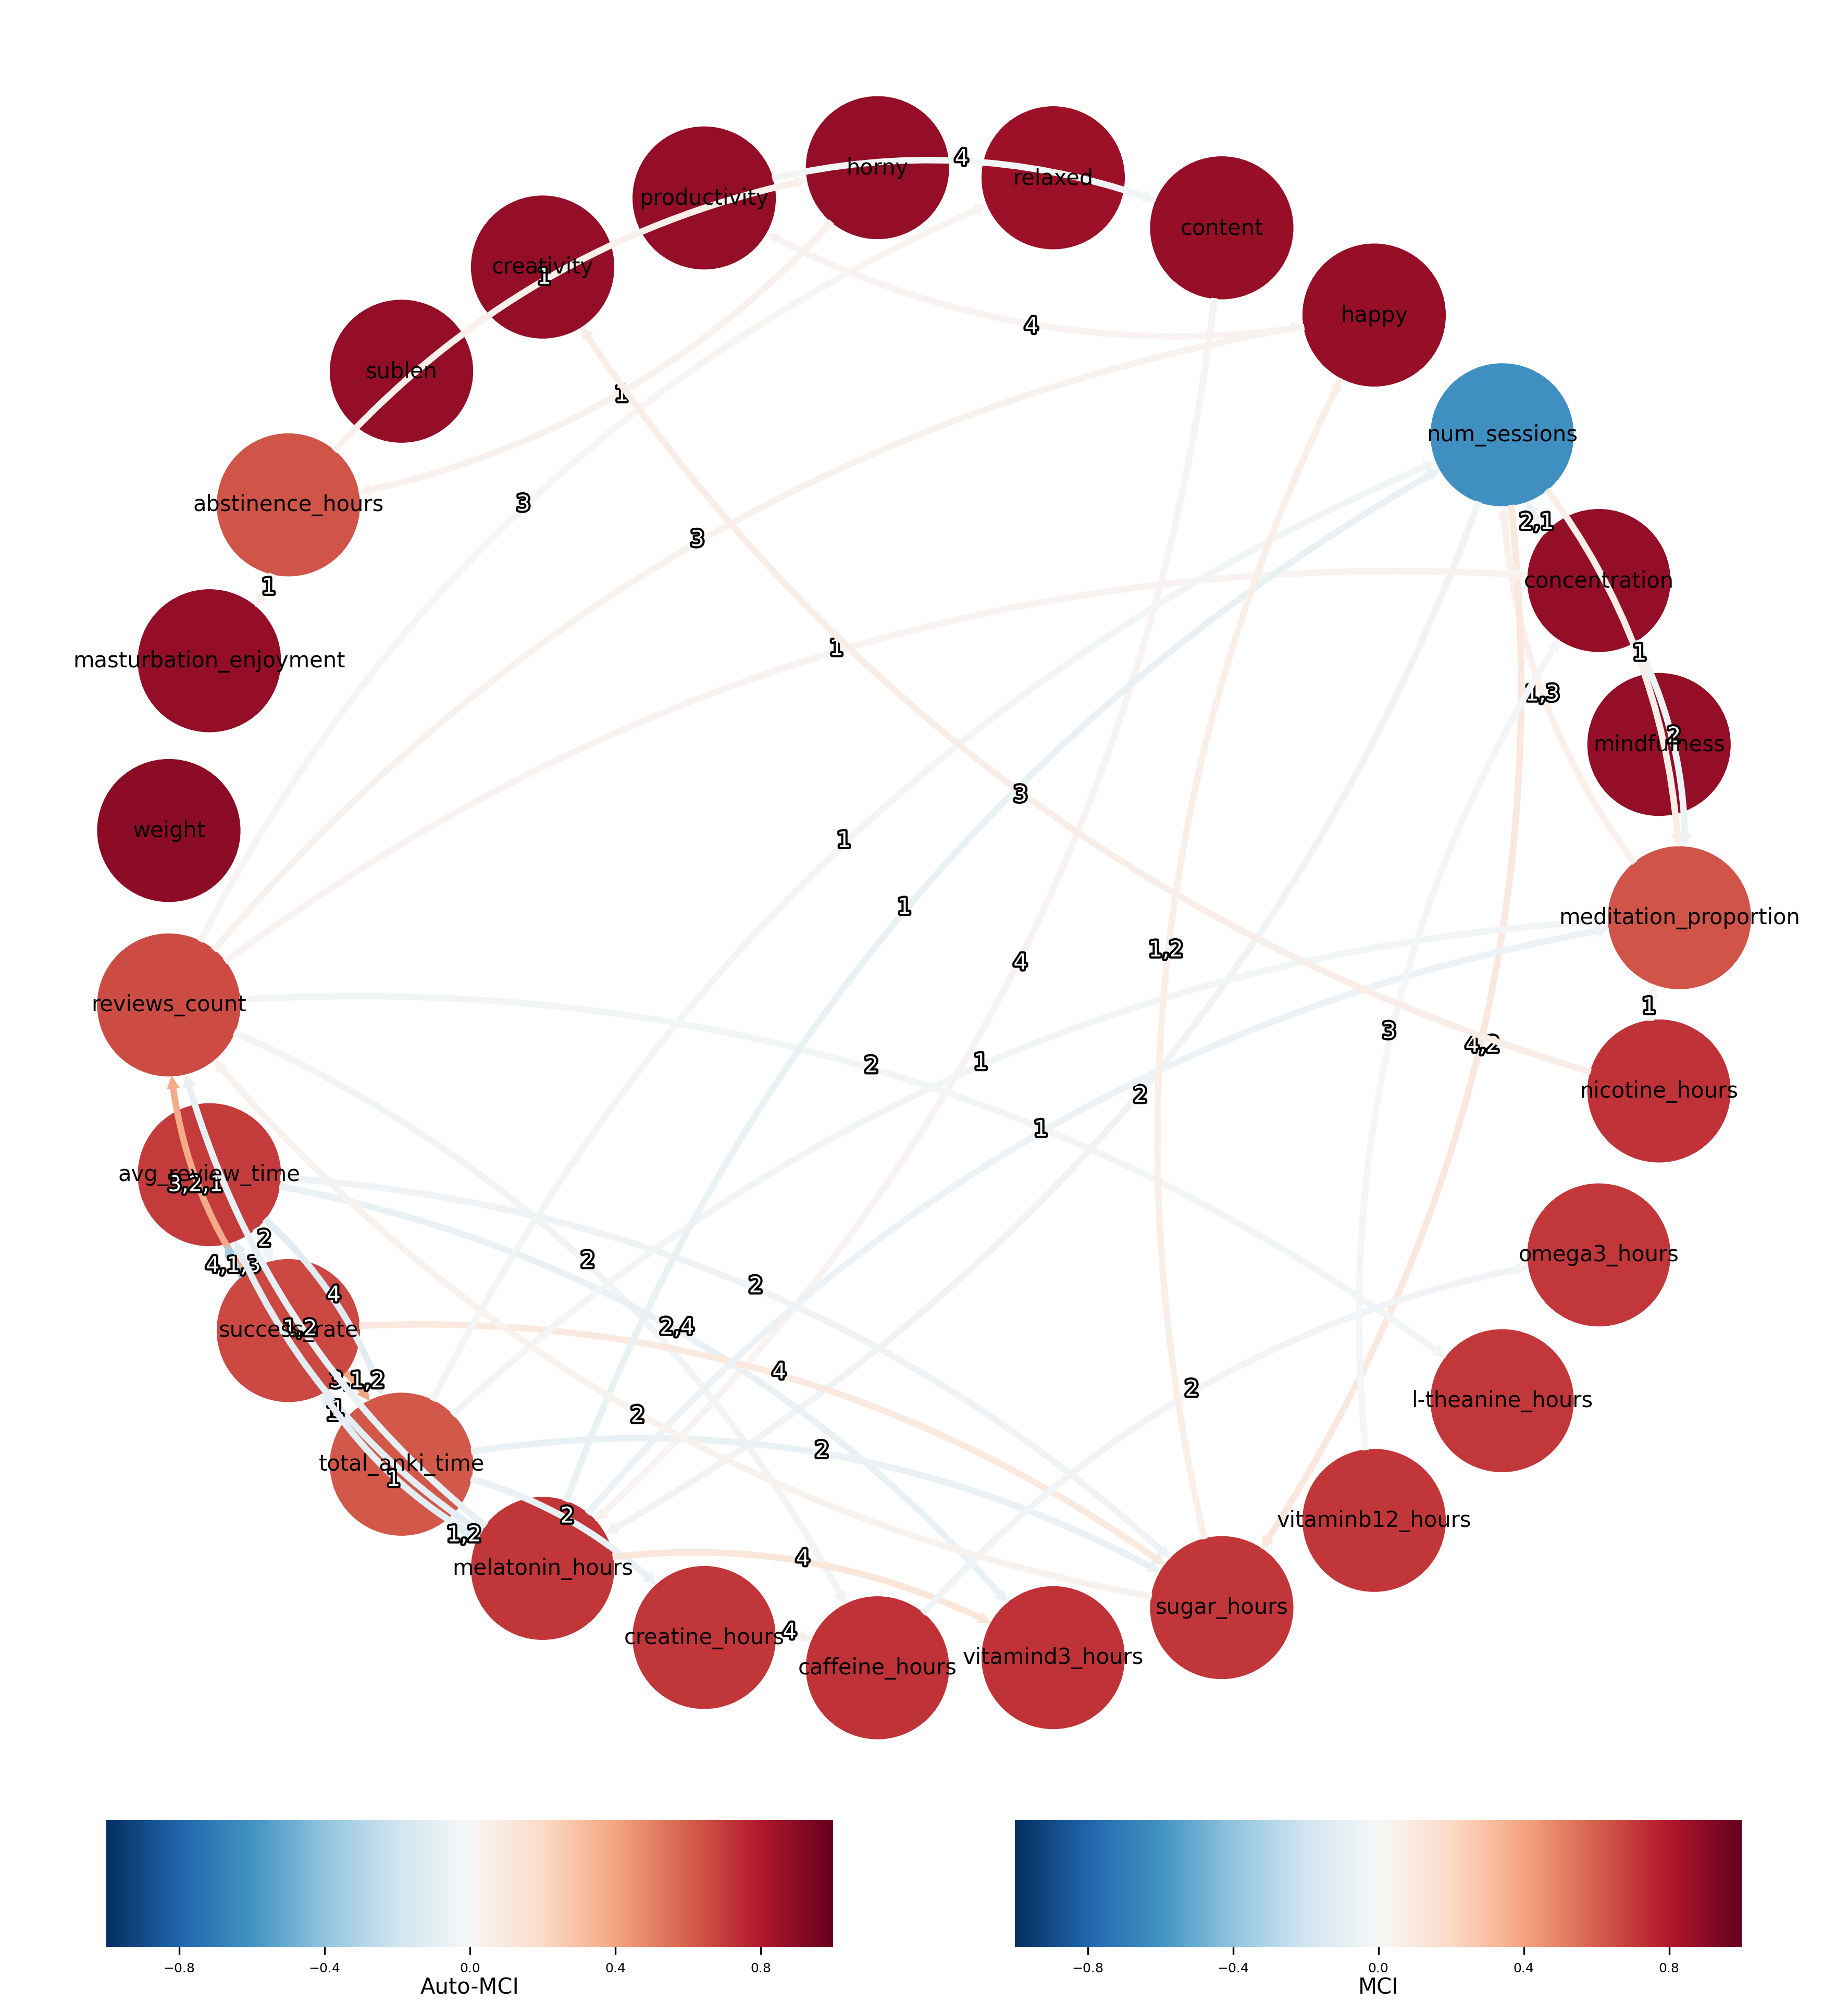 horny
4
relaxed
productivity
content
creativity
1
happy
4
sublen
1
num_sessions
abstinence_hours
3
2,1
3
concentration
1
masturbation_enjoyment
1
1
1,3
2
mindfulness
3
weight
1
1
meditation_proportion
1,2
4
reviews_count
1
3
4,2
2
1
nicotine_hours
2
1
avg_review_time
3,2,1
2
omega3_hours
4,1,3
2
2
4
success_rate
1,2
2,4
4
3,1,2
2
l-theanine_hours
1
2
2
total_anki_time
1
2
vitaminb12_hours
1,2
4
melatonin_hours
sugar_hours
creatine_hours
4
vitamind3_hours
caffeine_hours
−0.8
−0.4
0.0
0.4
0.8
Auto-MCI
−0.8
−0.4
0.0
0.4
0.8
MCI